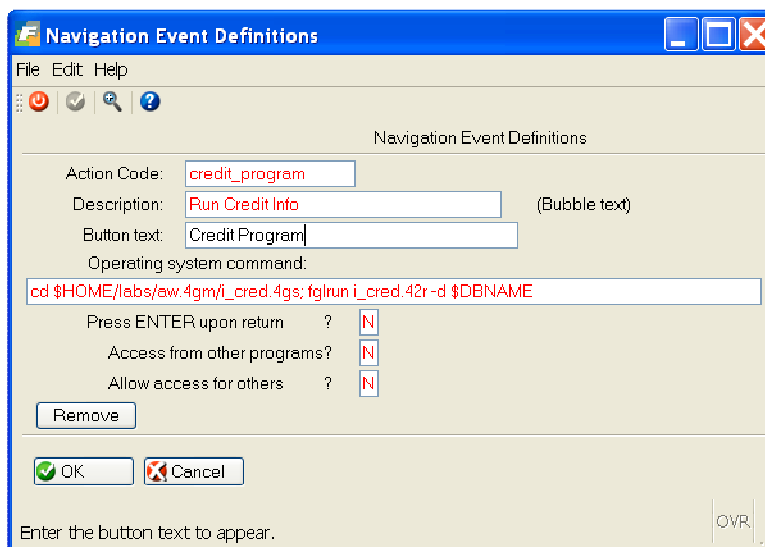 Navigation Event Definitions
File Edit Help
Navigation Event Definitions
Action Code: credit_program
Description: Run Credit Info (Bubble text)
Button text: Credit Program
Operating system command:
cd $HOME/labs/aw.4gm/i_cred.4gs; fglrun i_cred.42r -d $DBNAME
Press ENTER upon return ? N
Access from other programs? N
Allow access for others ? N
Remove
OK Cancel
Enter the button text to appear. OVR